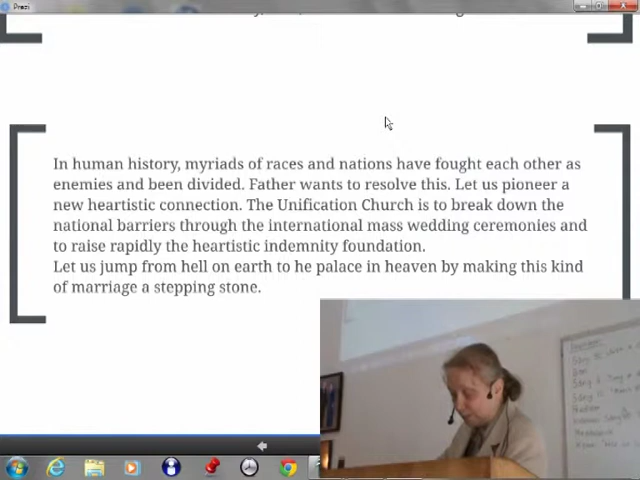 Prezi
In human history, myriads of races and nations have fought each other as
enemies and been divided. Father wants to resolve this. Let us pioneer a
new heartistic connection. The Unification Church is to break down the
national barriers through the international mass wedding ceremonies and
to raise rapidly the heartistic indemnity foundation.
Let us jump from hell on earth to he palace in heaven by making this kind
of marriage a stepping stone.